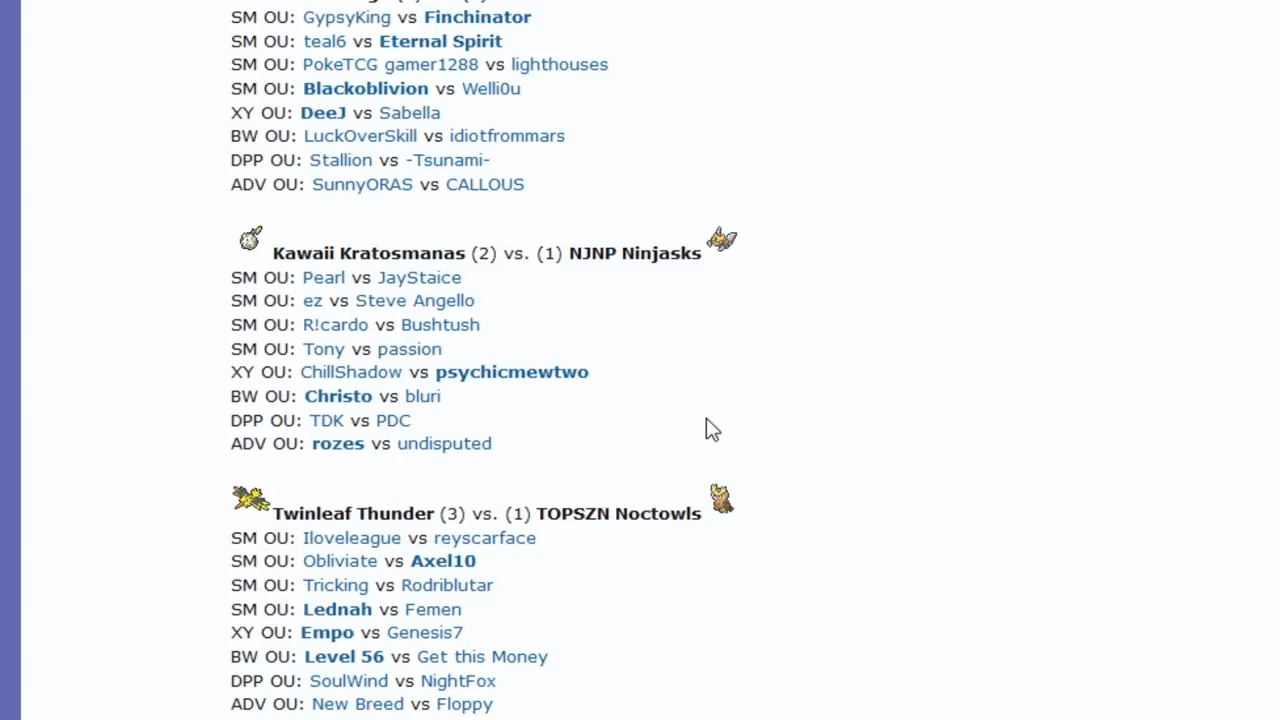 SM OU: GypsyKing vs Finchinator
SM OU: teal6 vs Eternal Spirit
SM OU: PokeTCG gamer1288 vs lighthouses
SM OU: Blackoblivion vs Welli0u
XY OU: DeeJ vs Sabella
BW OU: LuckOverSkill vs idiotfrommars
DPP OU: Stallion vs -Tsunami-
ADV OU: SunnyORAS vs CALLOUS
Kawaii Kratosmanas (2) vs. (1) NJNP Ninjasks
SM OU: Pearl vs JayStaice
SM OU: ez vs Steve Angello
SM OU: R!cardo vs Bushtush
SM OU: Tony vs passion
XY OU: ChillShadow vs psychicmewtwo
BW OU: Christo vs bluri
DPP OU: TDK vs PDC
ADV OU: rozes vs undisputed
Twinleaf Thunder (3) vs. (1) TOPSZN Noctowls
SM OU: Iloveleague vs reyscarface
SM OU: Obliviate vs Axel10
SM OU: Tricking vs Rodriblutar
SM OU: Lednah vs Femen
XY OU: Empo vs Genesis7
BW OU: Level 56 vs Get this Money
DPP OU: SoulWind vs NightFox
ADV OU: New Breed vs Floppy